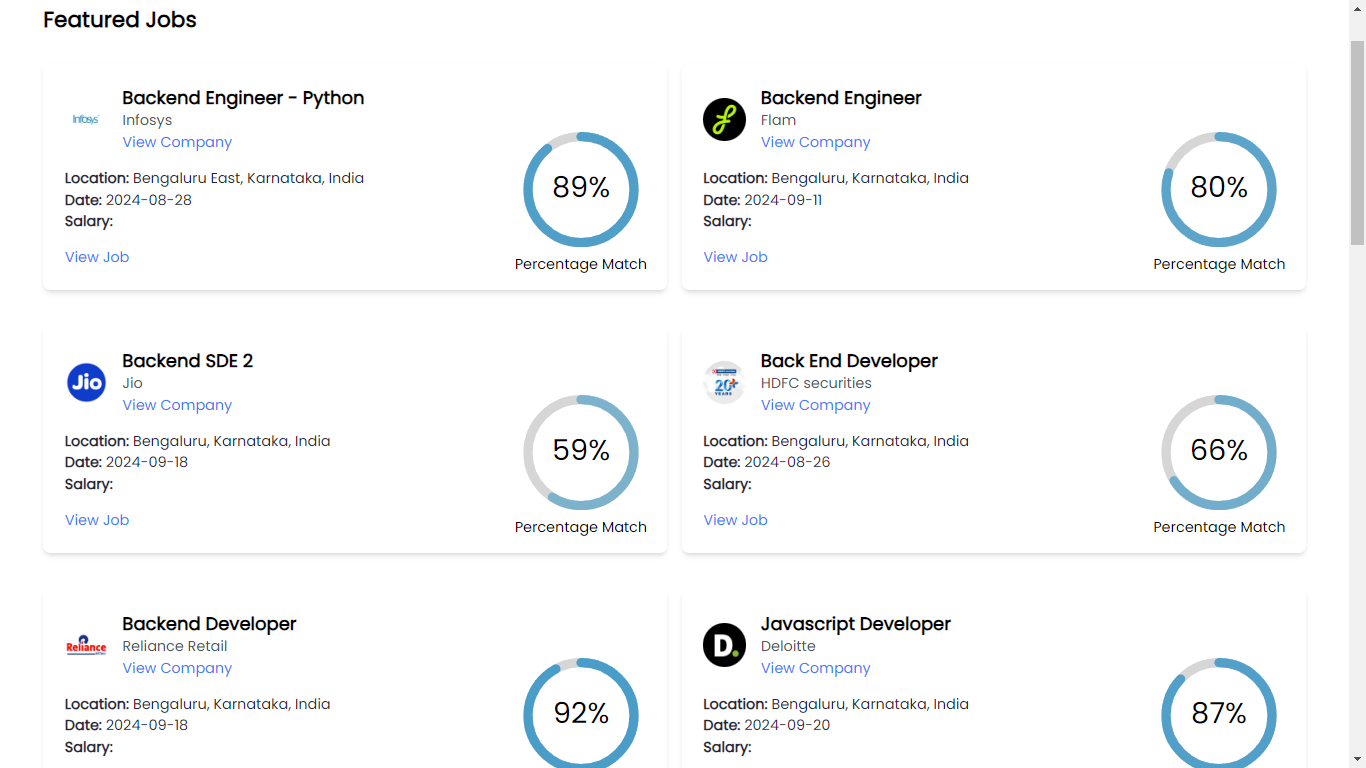 Featured Jobs
Infosys
Backend Engineer - Python
Infosys
View Company
Location: Bengaluru East, Karnataka, India
Date: 2024-08-28
Salary:
View Job
89%
Percentage Match
Backend Engineer
Flam
View Company
Location: Bengaluru, Karnataka, India
Date: 2024-09-11
Salary:
View Job
80%
Percentage Match
Jio
Backend SDE 2
Jio
View Company
Location: Bengaluru, Karnataka, India
Date: 2024-09-18
Salary:
View Job
59%
Percentage Match
20+
YEARS
Back End Developer
HDFC securities
View Company
Location: Bengaluru, Karnataka, India
Date: 2024-08-26
Salary:
View Job
66%
Percentage Match
Reliance
Backend Developer
Reliance Retail
View Company
Location: Bengaluru, Karnataka, India
Date: 2024-09-18
Salary:
92%
D.
Javascript Developer
Deloitte
View Company
Location: Bengaluru, Karnataka, India
Date: 2024-09-20
Salary:
87%